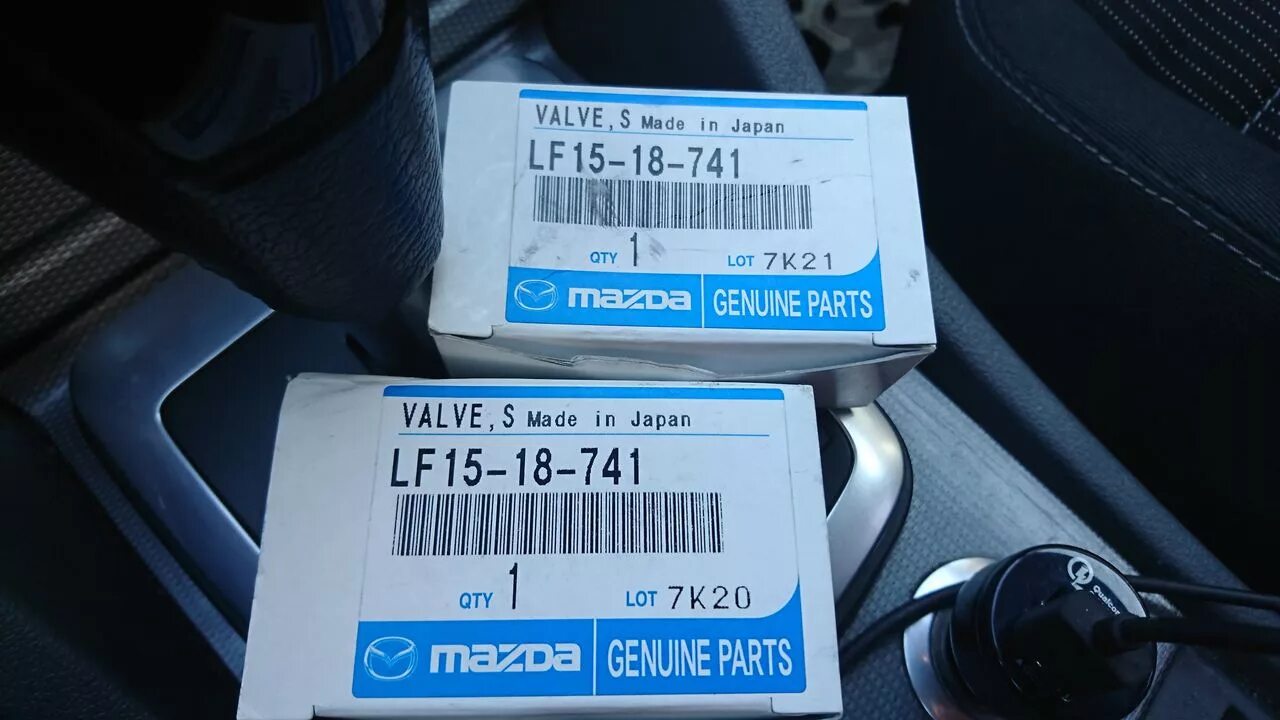 VALVE,S Made in Japan
LF15-18-741
QTY 1 LOT 7K21
mazda GENUINE PARTS
VALVE,S Made in Japan
LF15-18-741
QTY 1 LOT 7K20
mazda GENUINE PARTS